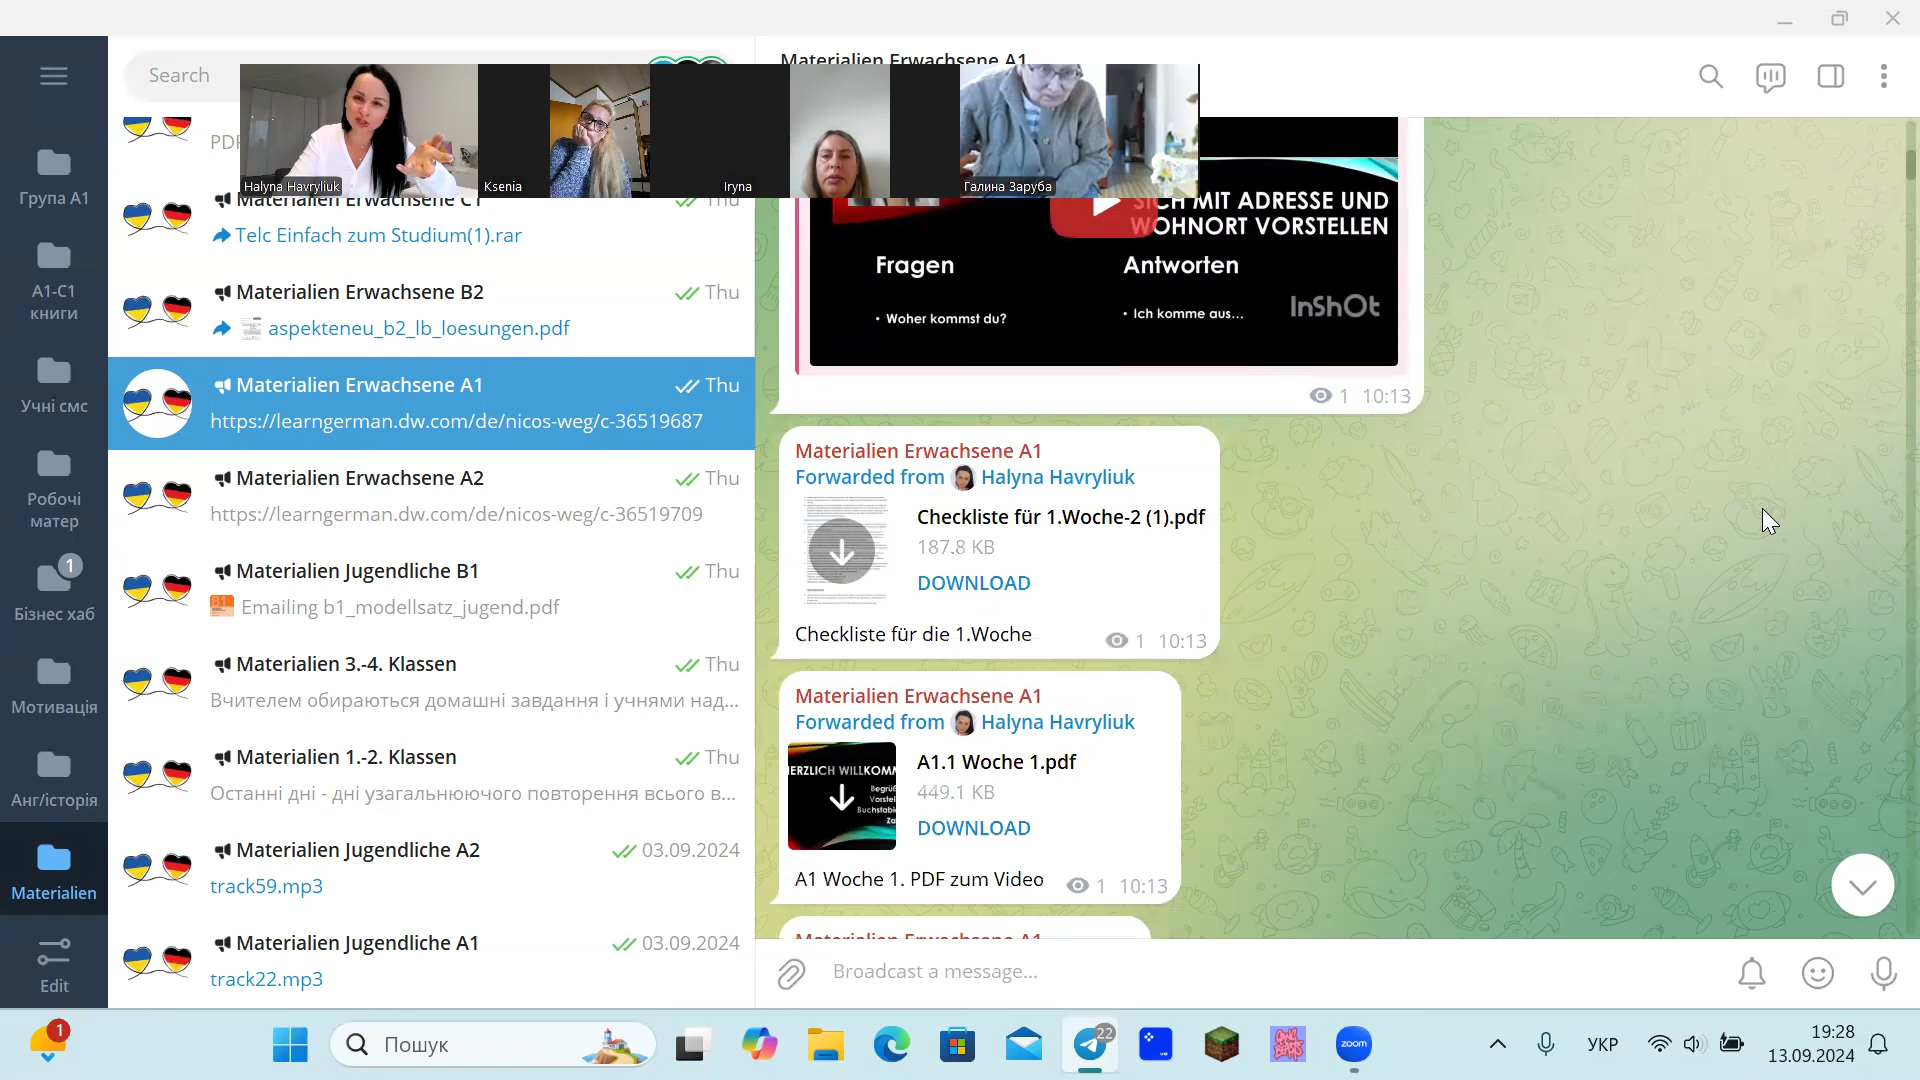 Search
Група А1
А1-С1
книги
Учні смс
Робочі
матер
1
Бізнес хаб
Мотивація
Анг/історія
Materialien
Edit
PDF
Materialien Erwachsene C1
Thu
Telc Einfach zum Studium(1).rar
Materialien Erwachsene B2
Thu
aspekteneu_b2_lb_loesungen.pdf
Materialien Erwachsene A1
Thu
https://learngerman.dw.com/de/nicos-weg/c-36519687
Materialien Erwachsene A2
Thu
https://learngerman.dw.com/de/nicos-weg/c-36519709
Materialien Jugendliche B1
Thu
Emailing b1_modellsatz_jugend.pdf
Materialien 3.-4. Klassen
Thu
Вчителем обираються домашні завдання і учнями над...
Materialien 1.-2. Klassen
Thu
Останні дні - дні узагальнюючого повторення всього в...
Materialien Jugendliche A2
03.09.2024
track59.mp3
Materialien Jugendliche A1
03.09.2024
track22.mp3
Halyna Havryliuk
Ksenia
Iryna
Галина Заруба
Materialien Erwachsene A1
SICH MIT ADRESSE UND
WOHNORT VORSTELLEN
Fragen
Antworten
• Woher kommst du?
• Ich komme aus...
InShOt
1 10:13
Materialien Erwachsene A1
Forwarded from Halyna Havryliuk
Checkliste für 1.Woche-2 (1).pdf
187.8 KB
DOWNLOAD
Checkliste für die 1.Woche
1 10:13
Materialien Erwachsene A1
Forwarded from Halyna Havryliuk
A1.1 Woche 1.pdf
449.1 KB
DOWNLOAD
A1 Woche 1. PDF zum Video
1 10:13
Materialien Erwachsene A1
Broadcast a message...
1
Пошук
22
zoom
УКР
19:28
13.09.2024